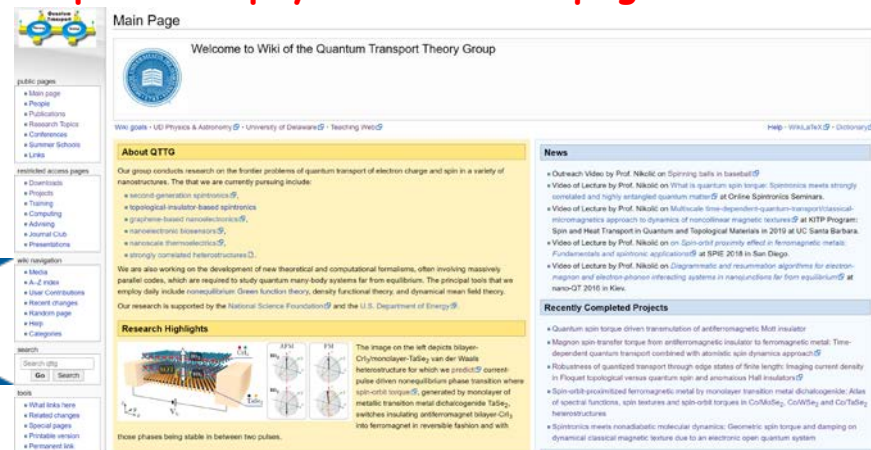 Quantum
Transport
Main Page
Welcome to Wiki of the Quantum Transport Theory Group
public pages
Main page
People
Publications
Research Topics
Conferences
Summer Schools
Links
restricted access pages
Downloads
Projects
Training
Computing
Advising
Journal Club
Presentations
wiki navigation
Media
A–Z index
User Contributions
Recent changes
Random page
Help
Categories
search
Search qttg
Go Search
tools
What links here
Related changes
Special pages
Printable version
Permanent link
Wiki goals - UD Physics & Astronomy - University of Delaware - Teaching Web
Help - WikiLaTeX - Dictionary
About QTTG
Our group conducts research on the frontier problems of quantum transport of electron charge and spin in a variety of
nanostructures. The that we are currently pursuing include:
second-generation spintronics,
topological-insulator-based spintronics
graphene-based nanoelectronics,
nanoelectronic biosensors,
nanoscale thermoelectrics,
strongly correlated heterostructures.
We are also working on the development of new theoretical and computational formalisms, often involving massively
parallel codes, which are required to study quantum many-body systems far from equilibrium. The principal tools that we
employ daily include nonequilibrium Green function theory, density functional theory, and dynamical mean field theory.
Our research is supported by the National Science Foundation and the U.S. Department of Energy.
Research Highlights
AFM FM
CrI₃
TaSe₂
The image on the left depicts bilayer-
CrI₃/monolayer-TaSe₂ van der Waals
heterostructure for which we predict current-
pulse driven nonequilibrium phase transition where
spin-orbit torque, generated by monolayer of
metallic transition metal dichalcogenide TaSe₂,
switches insulating antiferromagnet bilayer-CrI₃
into ferromagnet in reversible fashion and with
those phases being stable in between two pulses.
News
Outreach Video by Prof. Nikolić on Spinning balls in baseball
Video of Lecture by Prof. Nikolić on What is quantum spin torque: Spintronics meets strongly
correlated and highly entangled quantum matter at Online Spintronics Seminars.
Video of Lecture by Prof. Nikolić on Multiscale time-dependent-quantum-transport/classical-
micromagnetics approach to dynamics of noncollinear magnetic textures at KITP Program:
Spin and Heat Transport in Quantum and Topological Materials in 2019 at UC Santa Barbara.
Video of Lecture by Prof. Nikolić on on Spin-orbit proximity effect in ferromagnetic metals:
Fundamentals and spintronic applications at SPIE 2018 in San Diego.
Video of Lecture by Prof. Nikolić on Diagrammatic and resummation algorithms for electron-
magnon and electron-phonon interacting systems in nanojunctions far from equilibrium at
nano-QT 2016 in Kiev.
Recently Completed Projects
Quantum spin torque driven transmutation of antiferromagnetic Mott insulator
Magnon spin-transfer torque from antiferromagnetic insulator to ferromagnetic metal: Time-
dependent quantum transport combined with atomistic spin dynamics approach
Robustness of quantized transport through edge states of finite length: Imaging current density
in Floquet topological versus quantum spin and anomalous Hall insulators
Spin-orbit-proximitized ferromagnetic metal by monolayer transition metal dichalcogenide: Atlas
of spectral functions, spin textures and spin-orbit torques in Co/MoSe₂, Co/WSe₂ and Co/TaSe₂
heterostructures
Spintronics meets nonadiabatic molecular dynamics: Geometric spin torque and damping on
dynamical classical magnetic texture due to an electronic open quantum system